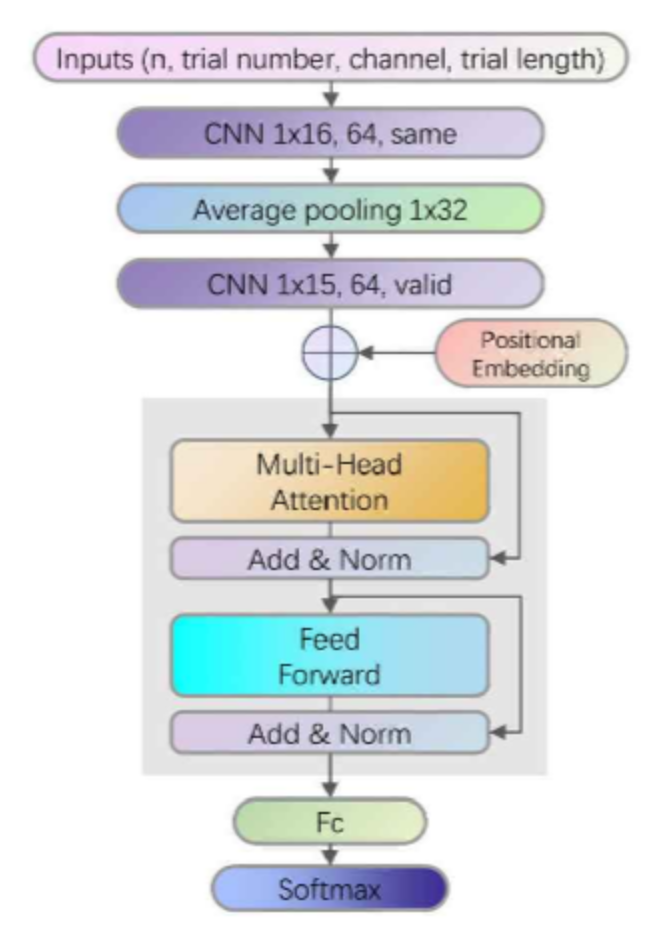 Inputs (n, trial number, channel, trial length)
CNN 1x16, 64, same
Average pooling 1x32
CNN 1x15, 64, valid
Positional
Embedding
Multi-Head
Attention
Add & Norm
Feed
Forward
Add & Norm
Fc
Softmax